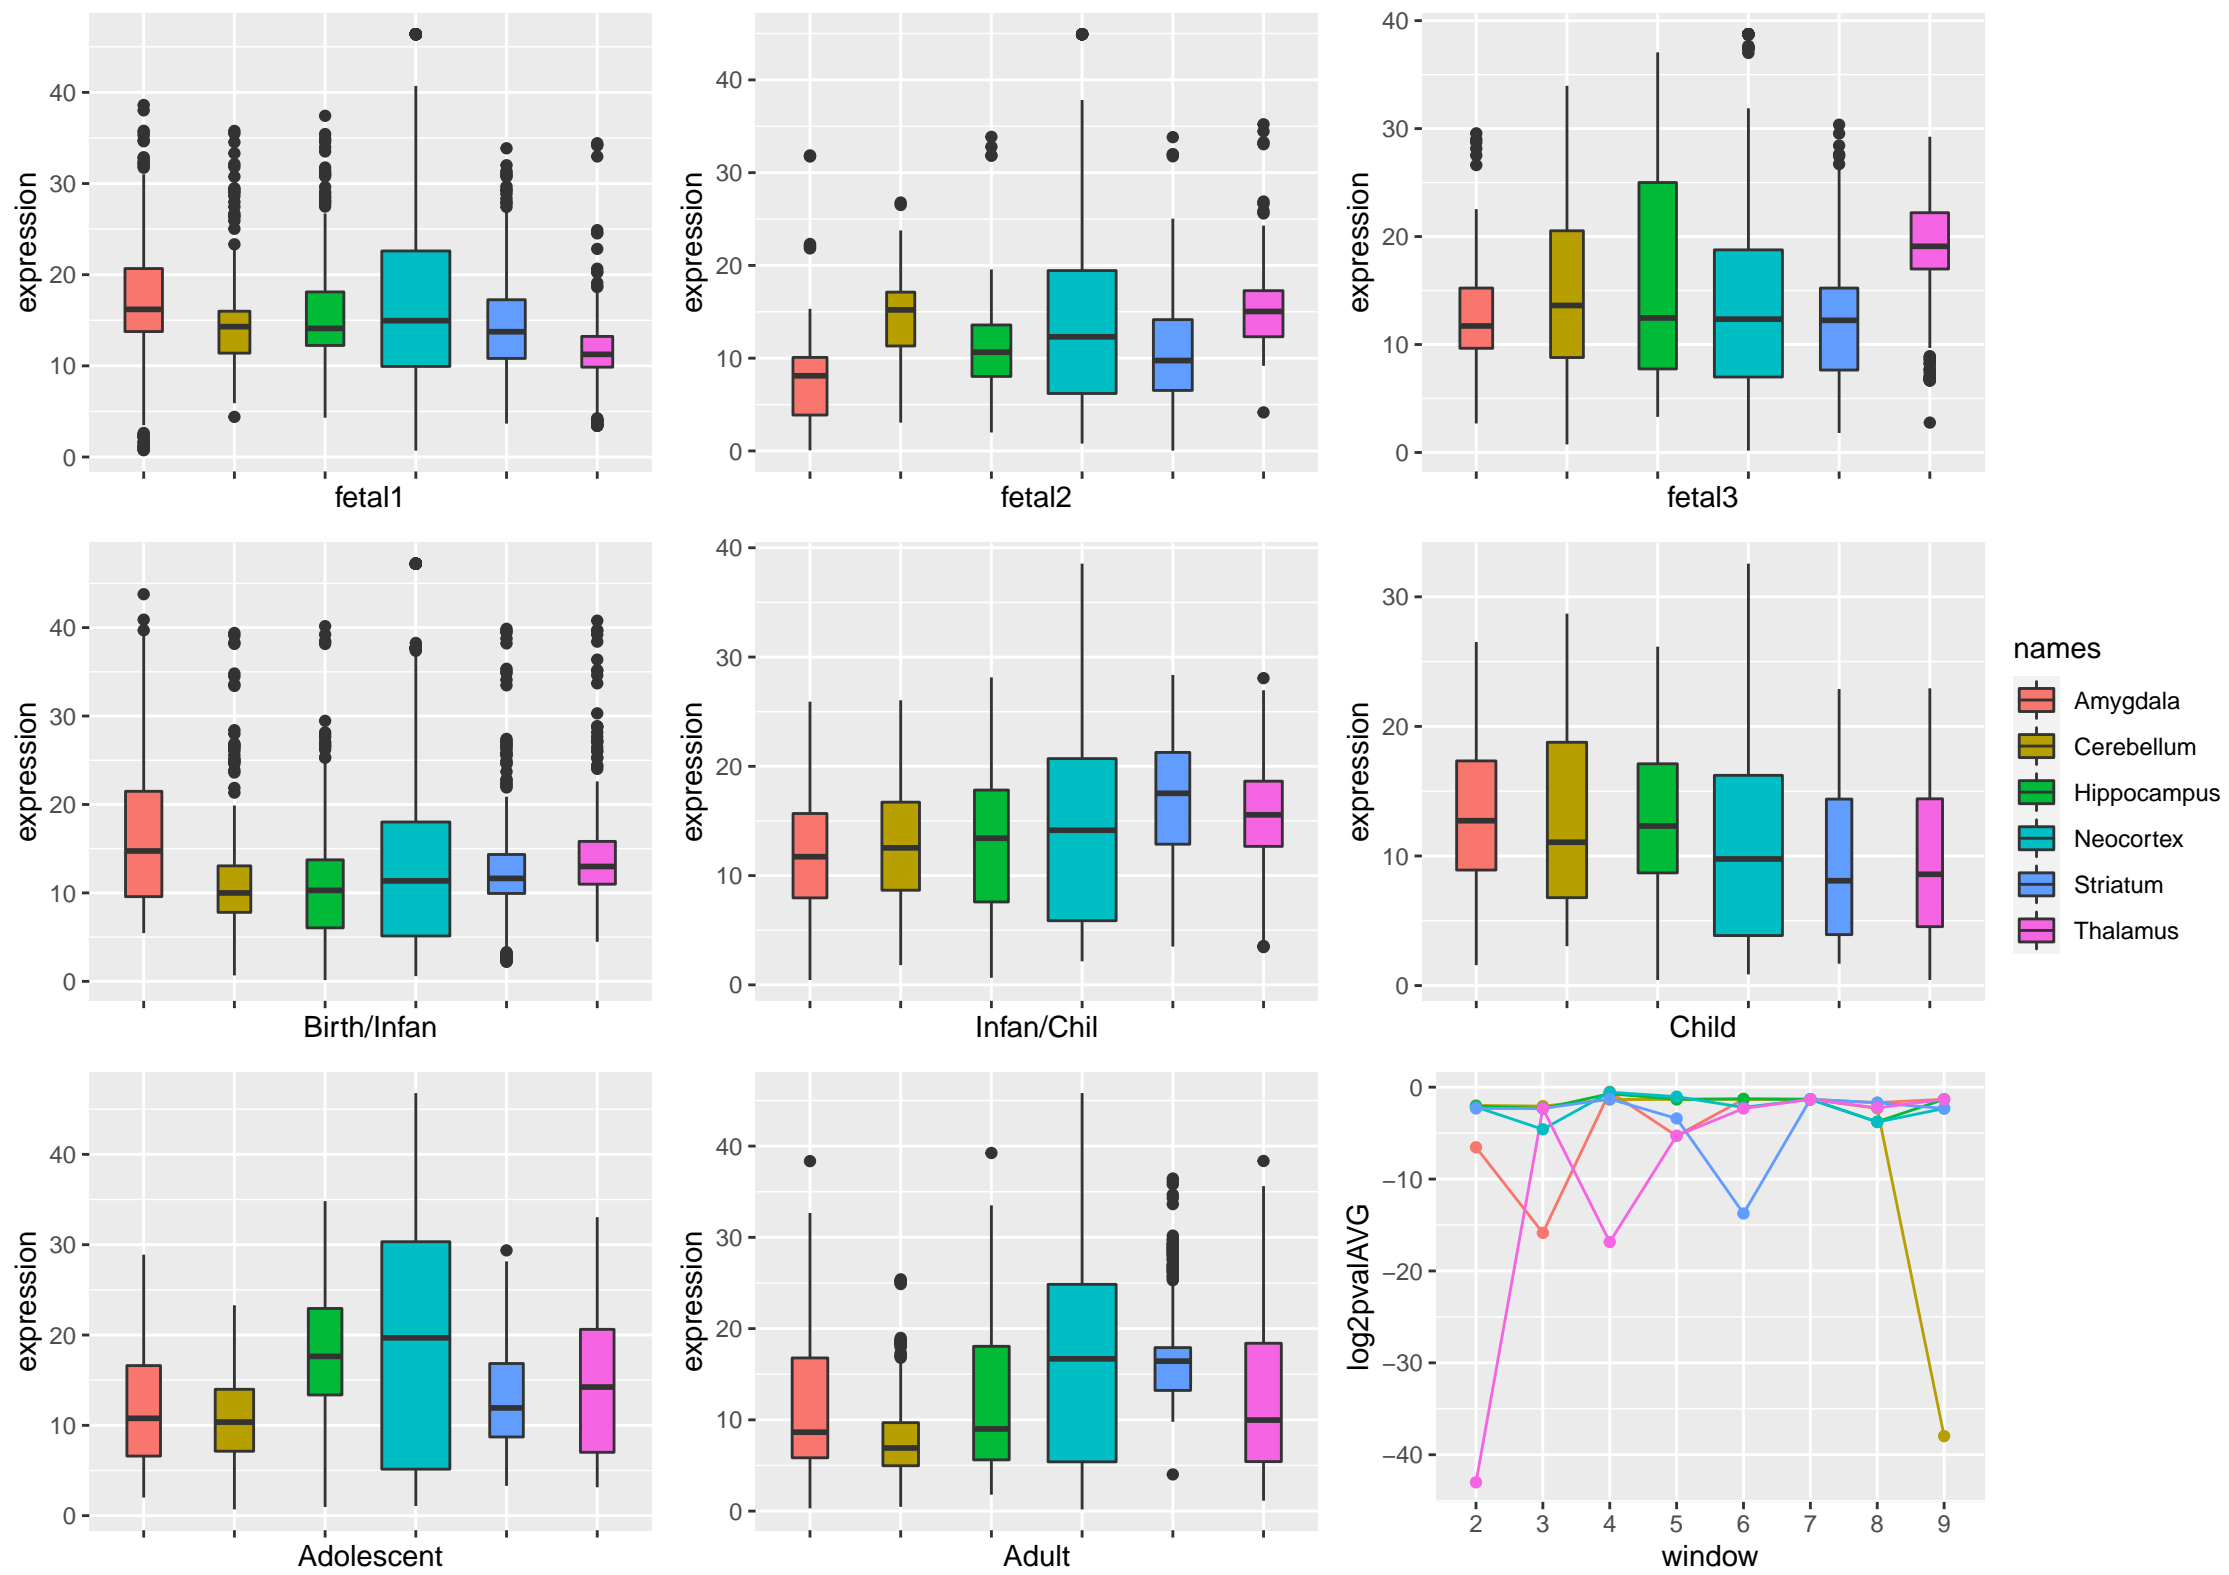 expression
40
30
20
10
0
fetal1
expression
40
30
20
10
0
fetal2
expression
40
30
20
10
0
fetal3
expression
40
30
20
10
0
Birth/Infan
expression
40
30
20
10
0
Infan/Chil
expression
30
20
10
0
Child
names
Amygdala
Cerebellum
Hippocampus
Neocortex
Striatum
Thalamus
expression
40
30
20
10
0
Adolescent
expression
40
30
20
10
0
Adult
log2pvalAVG
0
−10
−20
−30
−40
2 3 4 5 6 7 8 9
window